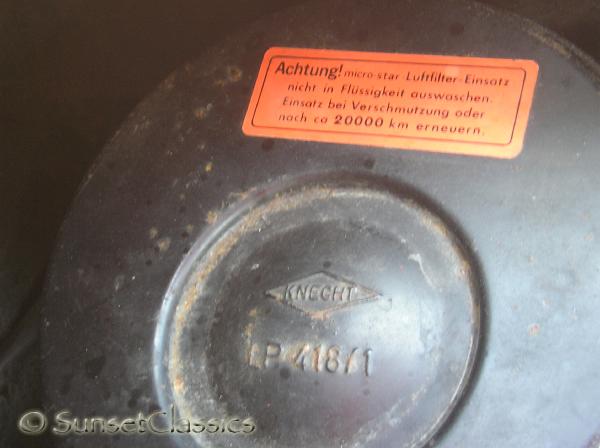 Achtung! micro-star Luftfilter-Einsatz
nicht in Flüssigkeit auswaschen.
Einsatz bei Verschmutzung oder
nach ca 20000 km erneuern.
KNECHT
LP 418/1
© SunsetClassics